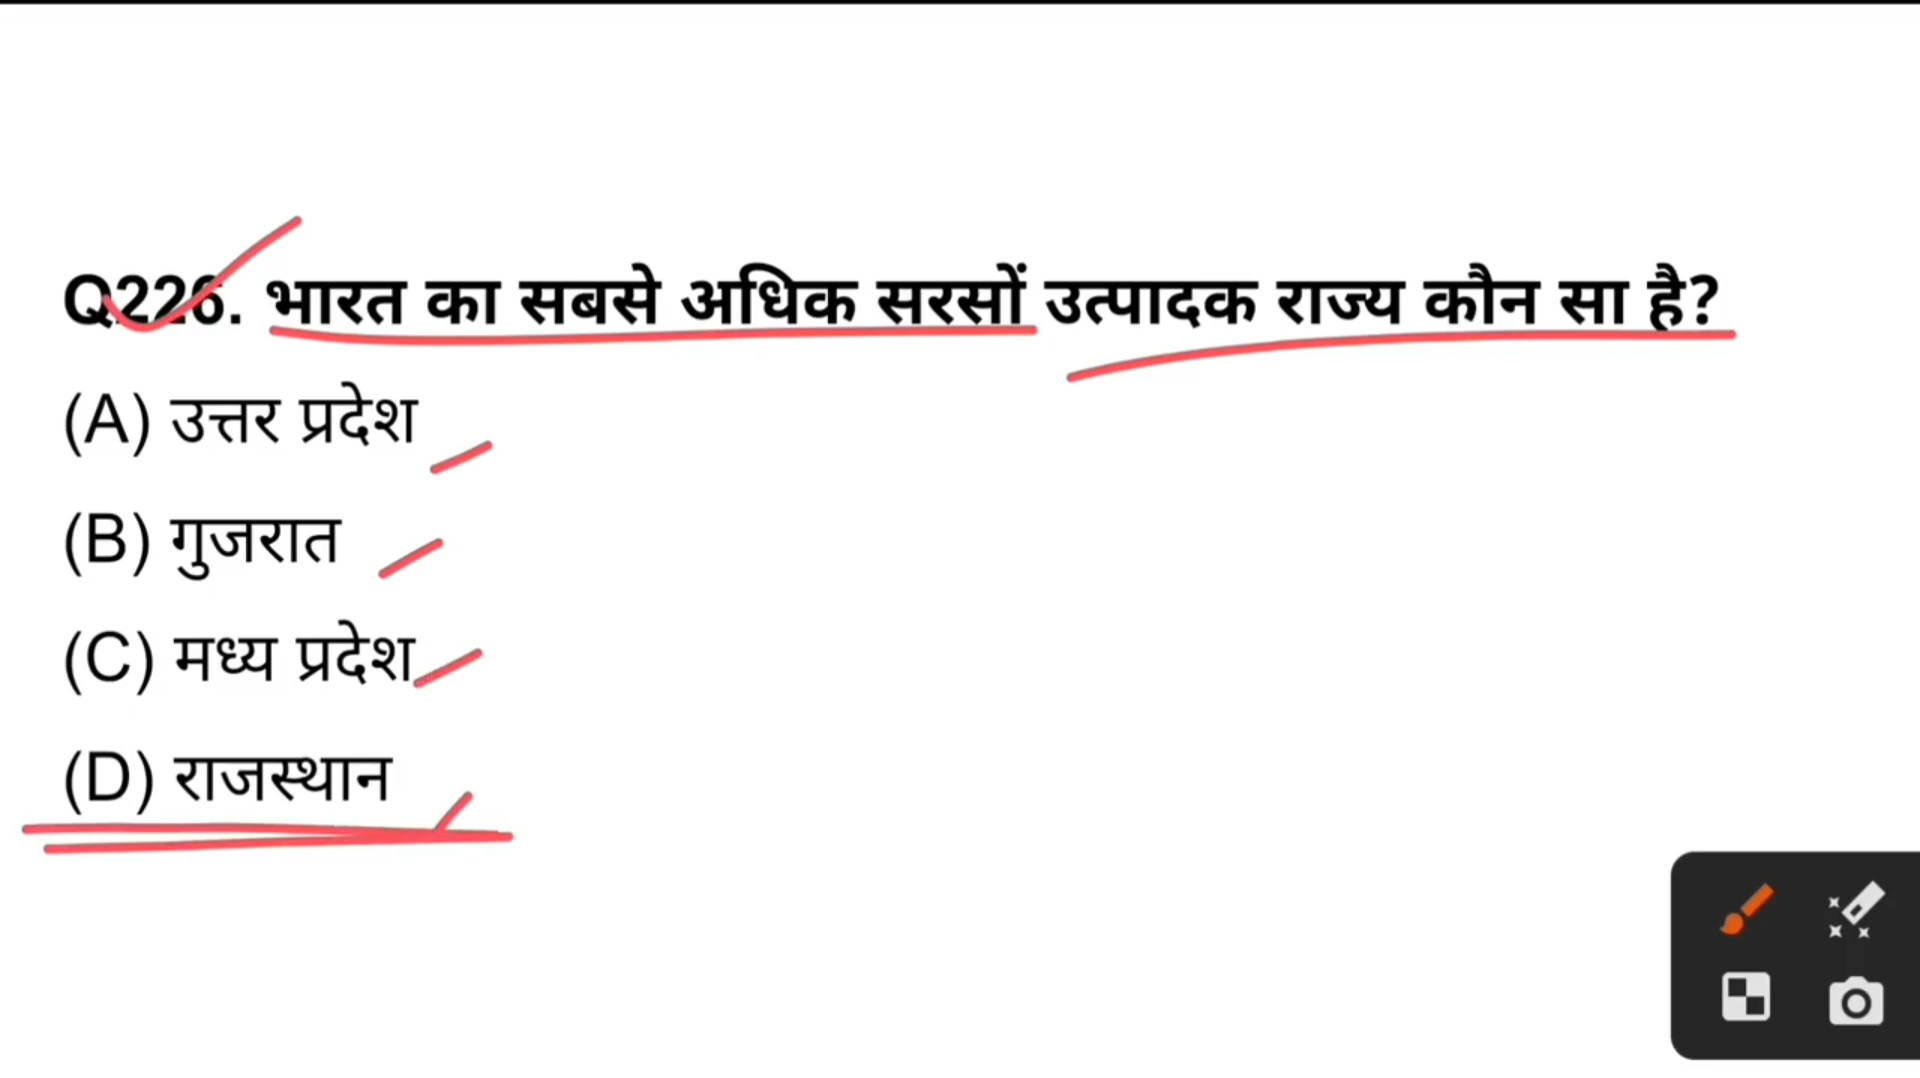 Q226. भारत का सबसे अधिक सरसों उत्पादक राज्य कौन सा है?
(A) उत्तर प्रदेश
(B) गुजरात
(C) मध्य प्रदेश
(D) राजस्थान